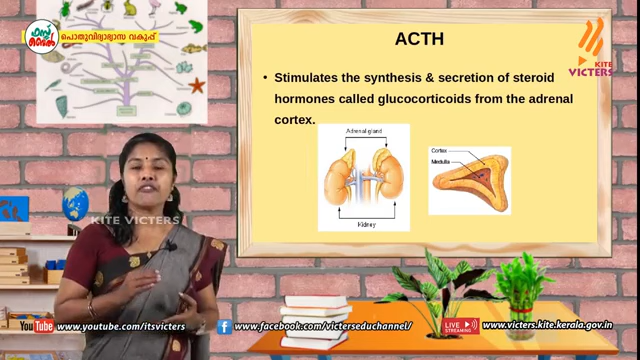 ഫസ്റ്റ് ബെൽ
പൊതുവിദ്യാഭ്യാസ വകുപ്പ്
KITE
VICTERS
ACTH
• Stimulates the synthesis & secretion of steroid
hormones called glucocorticoids from the adrenal
cortex.
Adrenal gland
Kidney
Cortex
Medulla
KITE VICTERS
YouTube www.youtube.com/itsvicters
f www.facebook.com/victerseduchannel/
LIVE
STREAMING
www.victers.kite.kerala.gov.in